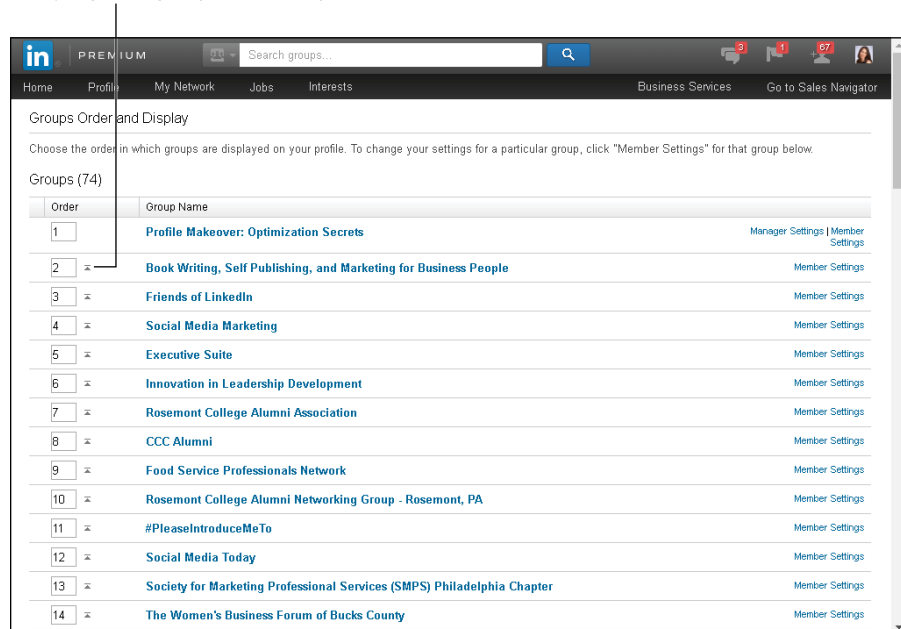 in PREMIUM Search groups... 3 1 67
Home Profile My Network Jobs Interests Business Services Go to Sales Navigator
Groups Order and Display
Choose the order in which groups are displayed on your profile. To change your settings for a particular group, click "Member Settings" for that group below.
Groups (74)
Order Group Name
1 Profile Makeover: Optimization Secrets Manager Settings | Member
Settings
2 Book Writing, Self Publishing, and Marketing for Business People Member Settings
3 Friends of LinkedIn Member Settings
4 Social Media Marketing Member Settings
5 Executive Suite Member Settings
6 Innovation in Leadership Development Member Settings
7 Rosemont College Alumni Association Member Settings
8 CCC Alumni Member Settings
9 Food Service Professionals Network Member Settings
10 Rosemont College Alumni Networking Group - Rosemont, PA Member Settings
11 #PleaseIntroduceMeTo Member Settings
12 Social Media Today Member Settings
13 Society for Marketing Professional Services (SMPS) Philadelphia Chapter Member Settings
14 The Women's Business Forum of Bucks County Member Settings